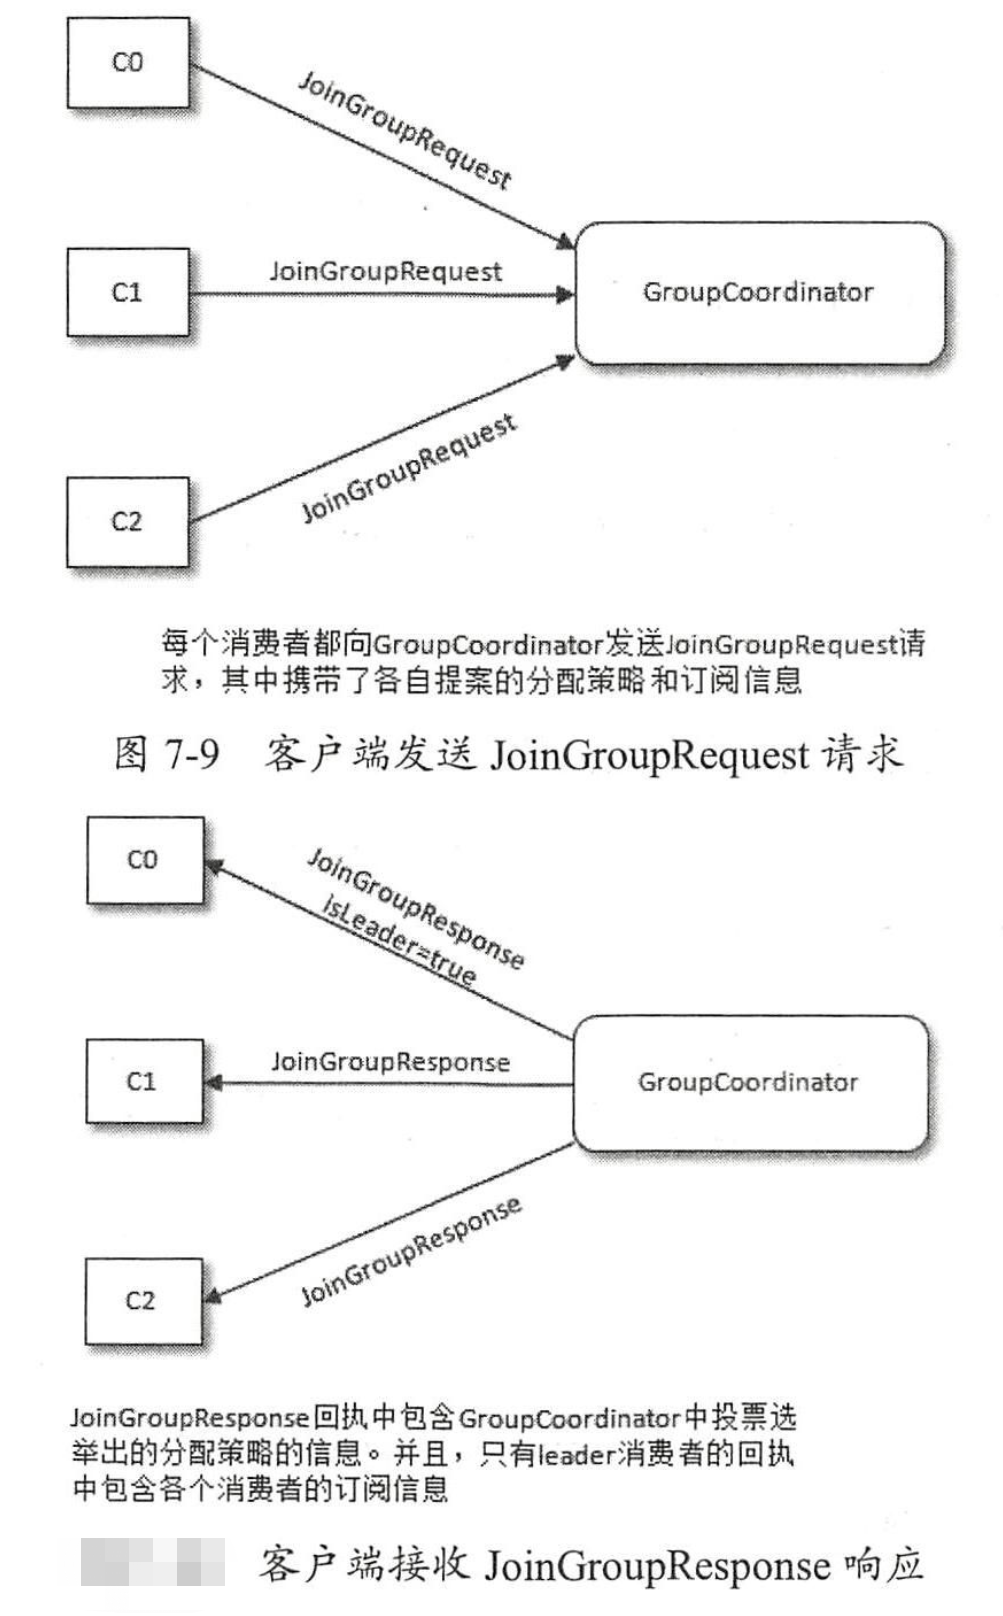 C0
JoinGroupRequest
C1
JoinGroupRequest
GroupCoordinator
C2
JoinGroupRequest
每个消费者都向GroupCoordinator发送JoinGroupRequest请
求，其中携带了各自提案的分配策略和订阅信息
图 7-9 客户端发送 JoinGroupRequest 请求
C0
JoinGroupResponse
isLeader=true
C1
JoinGroupResponse
GroupCoordinator
C2
JoinGroupResponse
JoinGroupResponse回执中包含GroupCoordinator中投票选
举出的分配策略的信息。并且，只有leader消费者的回执
中包含各个消费者的订阅信息
客户端接收 JoinGroupResponse 响应